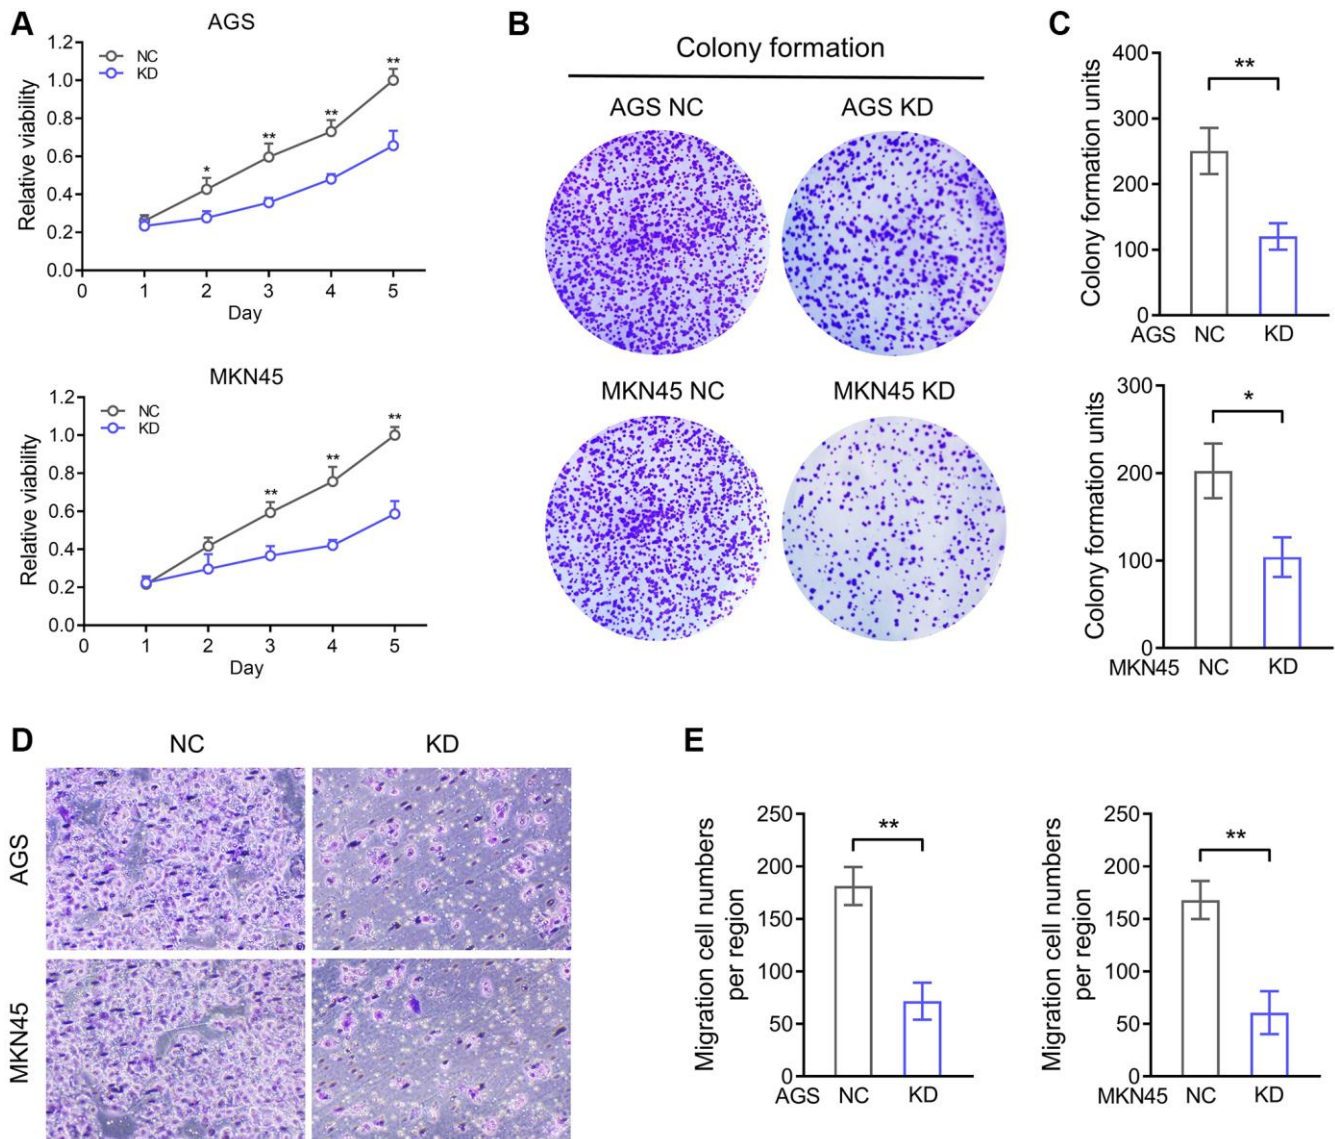 A
AGS
Relative viability
1.2
1.0
0.8
0.6
0.4
0.2
0.0
NC
KD
*
**
**
**
0
1
2
3
4
5
Day
MKN45
Relative viability
1.2
1.0
0.8
0.6
0.4
0.2
0.0
NC
KD
**
**
**
0
1
2
3
4
5
Day
B
Colony formation
AGS NC
AGS KD
MKN45 NC
MKN45 KD
C
Colony formation units
400
300
200
100
0
**
AGS
NC
KD
Colony formation units
300
200
100
0
*
MKN45
NC
KD
D
NC
KD
AGS
MKN45
E
Migration cell numbers
per region
250
200
150
100
50
0
**
AGS
NC
KD
Migration cell numbers
per region
250
200
150
100
50
0
**
MKN45
NC
KD